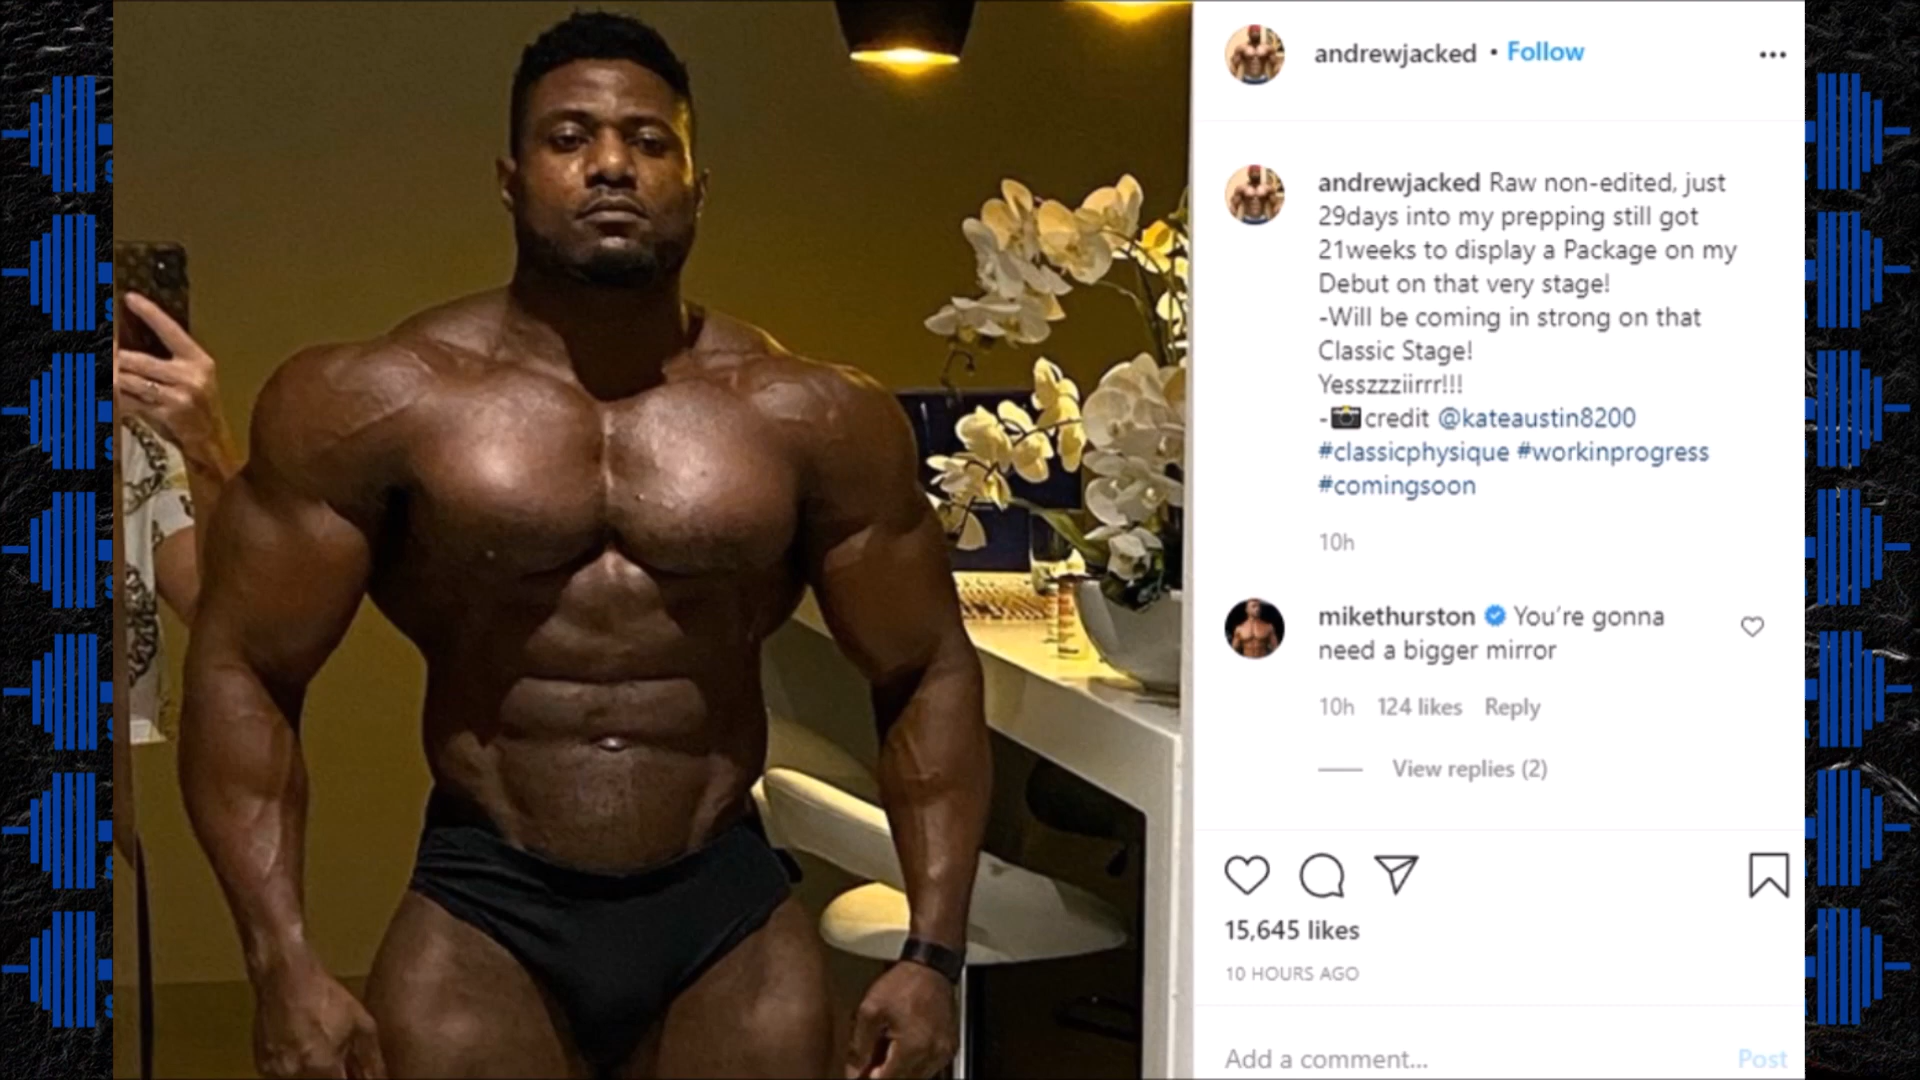 andrewjacked • Follow
andrewjacked Raw non-edited, just
29days into my prepping still got
21weeks to display a Package on my
Debut on that very stage!
-Will be coming in strong on that
Classic Stage!
Yesszzziirrr!!!
-📸credit @kateaustin8200
#classicphysique #workinprogress
#comingsoon
10h
mikethurston You’re gonna
need a bigger mirror
10h 124 likes Reply
View replies (2)
15,645 likes
10 HOURS AGO
Add a comment... Post